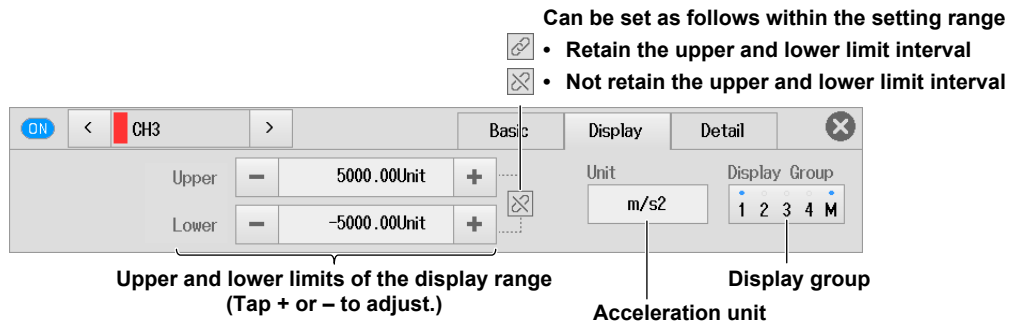 Can be set as follows within the setting range
• Retain the upper and lower limit interval
• Not retain the upper and lower limit interval
ON < CH3 > Basic Display Detail
Upper − 5000.00Unit + Unit Display Group
Lower − -5000.00Unit + m/s2 1 2 3 4 M
Upper and lower limits of the display range
(Tap + or – to adjust.)
Display group
Acceleration unit